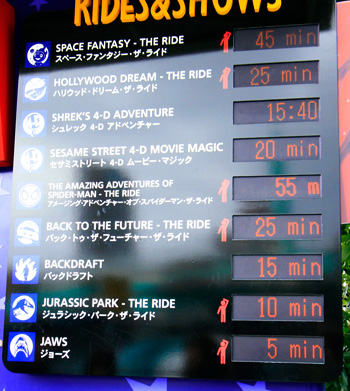 RIDES&SHOWS
SPACE FANTASY - THE RIDE 45 min
スペース・ファンタジー・ザ・ライド
HOLLYWOOD DREAM - THE RIDE 25 min
ハリウッド・ドリーム・ザ・ライド
SHREK'S 4-D ADVENTURE 15:40
シュレック 4-D アドベンチャー
SESAME STREET 4-D MOVIE MAGIC 20 min
セサミストリート 4-D ムービー・マジック
THE AMAZING ADVENTURES OF
SPIDER-MAN - THE RIDE 55 m
アメージング・アドベンチャー・オブ・スパイダーマン・ザ・ライド
BACK TO THE FUTURE - THE RIDE 25 min
バック・トゥ・ザ・フューチャー・ザ・ライド
BACKDRAFT 15 min
バックドラフト
JURASSIC PARK - THE RIDE 10 min
ジュラシック・パーク・ザ・ライド
JAWS 5 min
ジョーズ